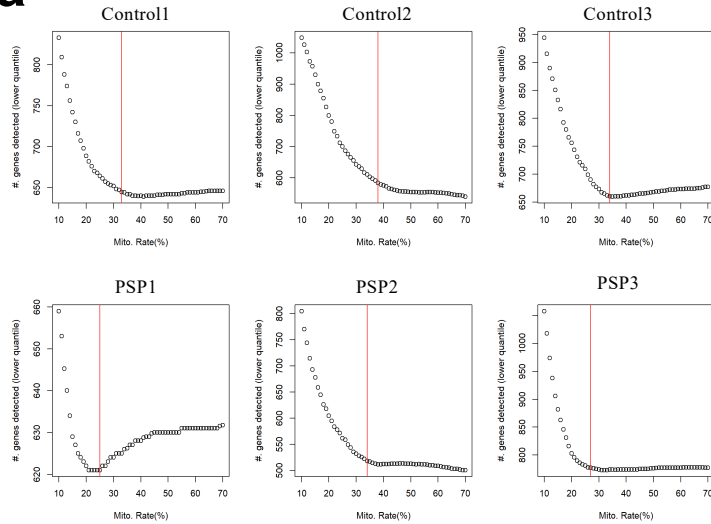 a
Control1
Control2
Control3
#. genes detected (lower quantile)
650
700
750
800
10 20 30 40 50 60 70
Mito. Rate(%)
#. genes detected (lower quantile)
600
700
800
900
1000
10 20 30 40 50 60 70
Mito. Rate(%)
#. genes detected (lower quantile)
650
700
750
800
850
900
950
10 20 30 40 50 60 70
Mito. Rate(%)
PSP1
PSP2
PSP3
#. genes detected (lower quantile)
620
630
640
650
660
10 20 30 40 50 60 70
Mito. Rate(%)
#. genes detected (lower quantile)
500
550
600
650
700
750
800
10 20 30 40 50 60 70
Mito. Rate(%)
#. genes detected (lower quantile)
800
850
900
950
1000
10 20 30 40 50 60 70
Mito. Rate(%)